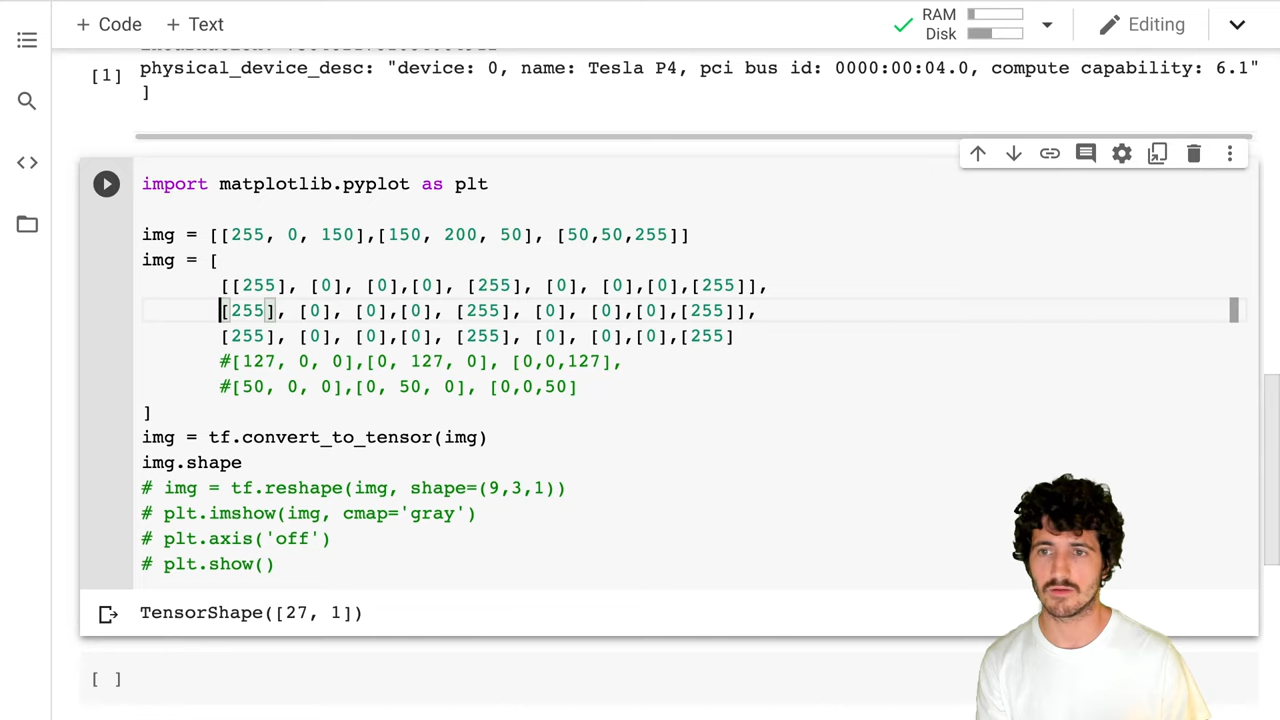 + Code + Text
RAM
Disk
Editing
[1]
physical_device_desc: "device: 0, name: Tesla P4, pci bus id: 0000:00:04.0, compute capability: 6.1"
]
import matplotlib.pyplot as plt
img = [[255, 0, 150],[150, 200, 50], [50,50,255]]
img = [
[[255], [0], [0],[0], [255], [0], [0],[0],[255]],
[255], [0], [0],[0], [255], [0], [0],[0],[255]],
[255], [0], [0],[0], [255], [0], [0],[0],[255]
#[127, 0, 0],[0, 127, 0], [0,0,127],
#[50, 0, 0],[0, 50, 0], [0,0,50]
]
img = tf.convert_to_tensor(img)
img.shape
# img = tf.reshape(img, shape=(9,3,1))
# plt.imshow(img, cmap='gray')
# plt.axis('off')
# plt.show()
TensorShape([27, 1])
[ ]